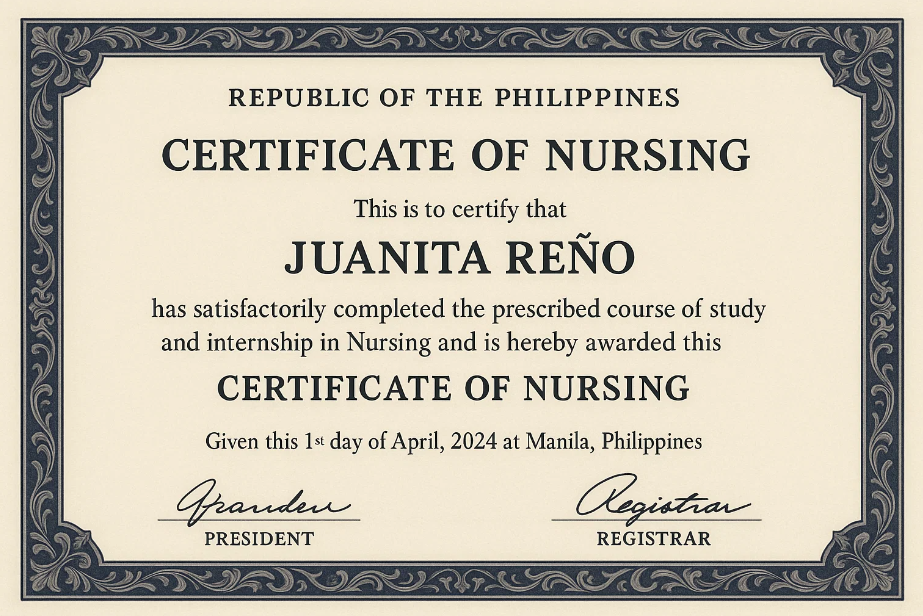 REPUBLIC OF THE PHILIPPINES
CERTIFICATE OF NURSING
This is to certify that
JUANITA REÑO
has satisfactorily completed the prescribed course of study
and internship in Nursing and is hereby awarded this
CERTIFICATE OF NURSING
Given this 1st day of April, 2024 at Manila, Philippines
Registrar
PRESIDENT REGISTRAR